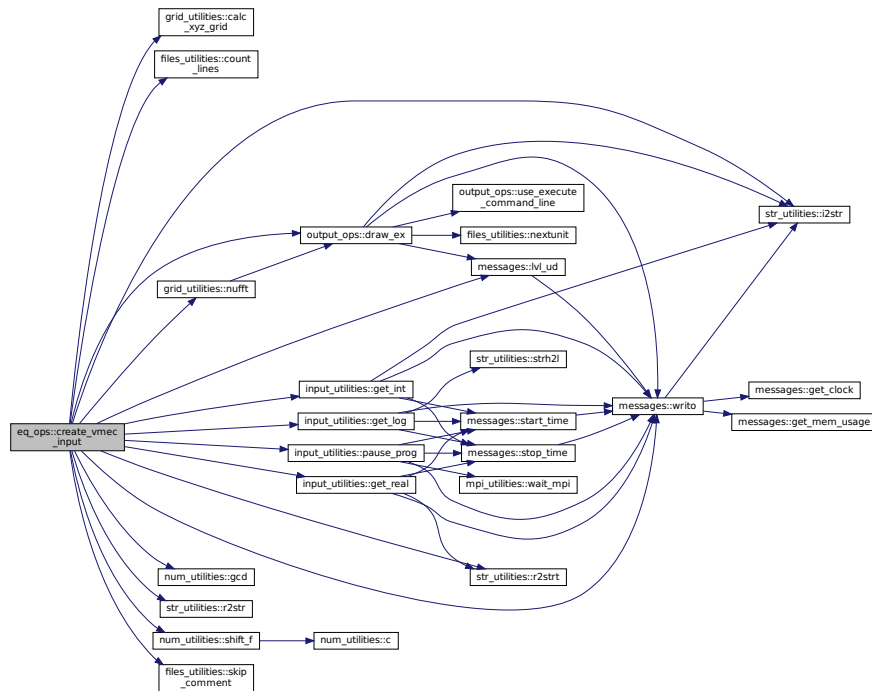 grid_utilities::calc
_xyz_grid
files_utilities::count
_lines
output_ops::use_execute
_command_line
str_utilities::i2str
output_ops::draw_ex
files_utilities::nextunit
messages::lvl_ud
grid_utilities::nufft
str_utilities::strh2l
input_utilities::get_int
messages::get_clock
messages::writo
input_utilities::get_log
messages::start_time
messages::get_mem_usage
eq_ops::create_vmec
_input
input_utilities::pause_prog
messages::stop_time
input_utilities::get_real
mpi_utilities::wait_mpi
num_utilities::gcd
str_utilities::r2strt
str_utilities::r2str
num_utilities::shift_f
num_utilities::c
files_utilities::skip
_comment